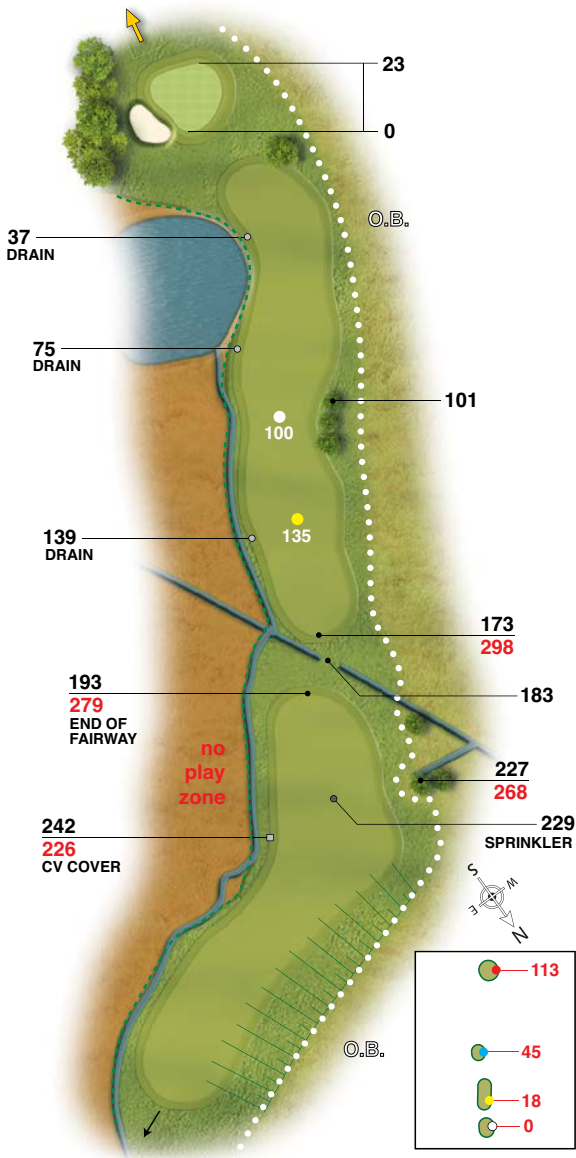 23
0
O.B.
37
DRAIN
75
DRAIN
101
100
135
139
DRAIN
173
298
183
193
279
END OF
FAIRWAY
no
play
zone
227
268
229
SPRINKLER
242
226
CV COVER
S
W
E
N
113
45
18
0
O.B.